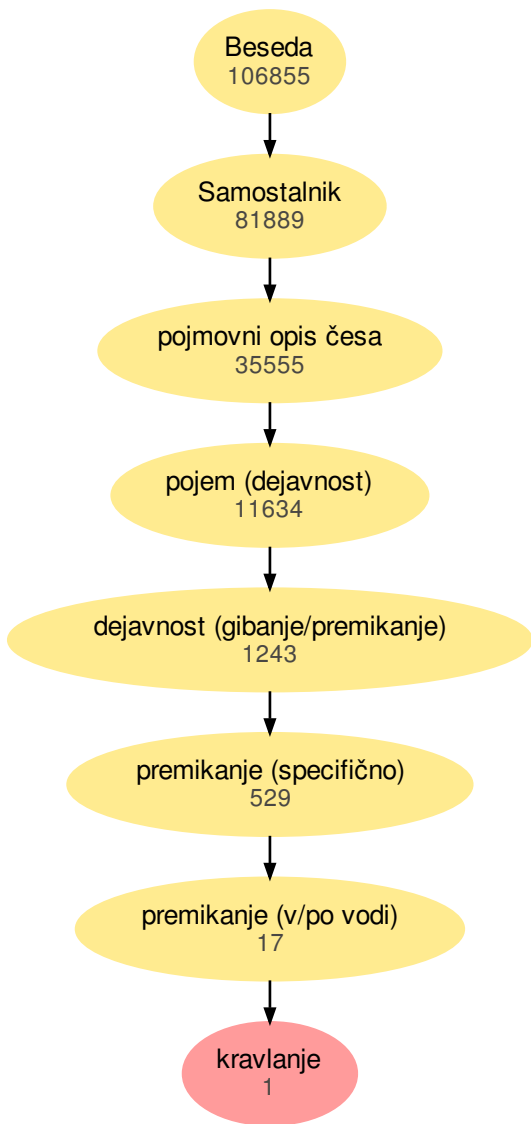 Beseda
106855
Samostalnik
81889
pojmovni opis česa
35555
pojem (dejavnost)
11634
dejavnost (gibanje/premikanje)
1243
premikanje (specifično)
529
premikanje (v/po vodi)
17
kravlanje
1